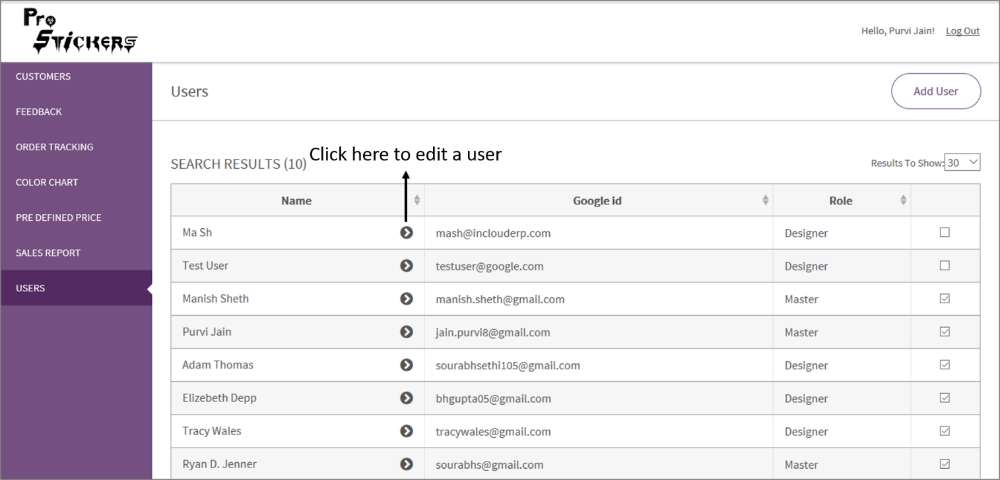 Pro
Stickers
Hello, Purvi Jain! Log Out
CUSTOMERS
FEEDBACK
ORDER TRACKING
COLOR CHART
PRE DEFINED PRICE
SALES REPORT
USERS
Users
Add User
Click here to edit a user
SEARCH RESULTS (10)
Results To Show: 30
Name Google id Role
Ma Sh mash@inclouderp.com Designer
Test User testuser@google.com Designer
Manish Sheth manish.sheth@gmail.com Master
Purvi Jain jain.purvi8@gmail.com Master
Adam Thomas sourabhsethi105@gmail.com Designer
Elizebeth Depp bhgupta05@gmail.com Designer
Tracy Wales tracywales@gmail.com Designer
Ryan D. Jenner sourabhs@gmail.com Master